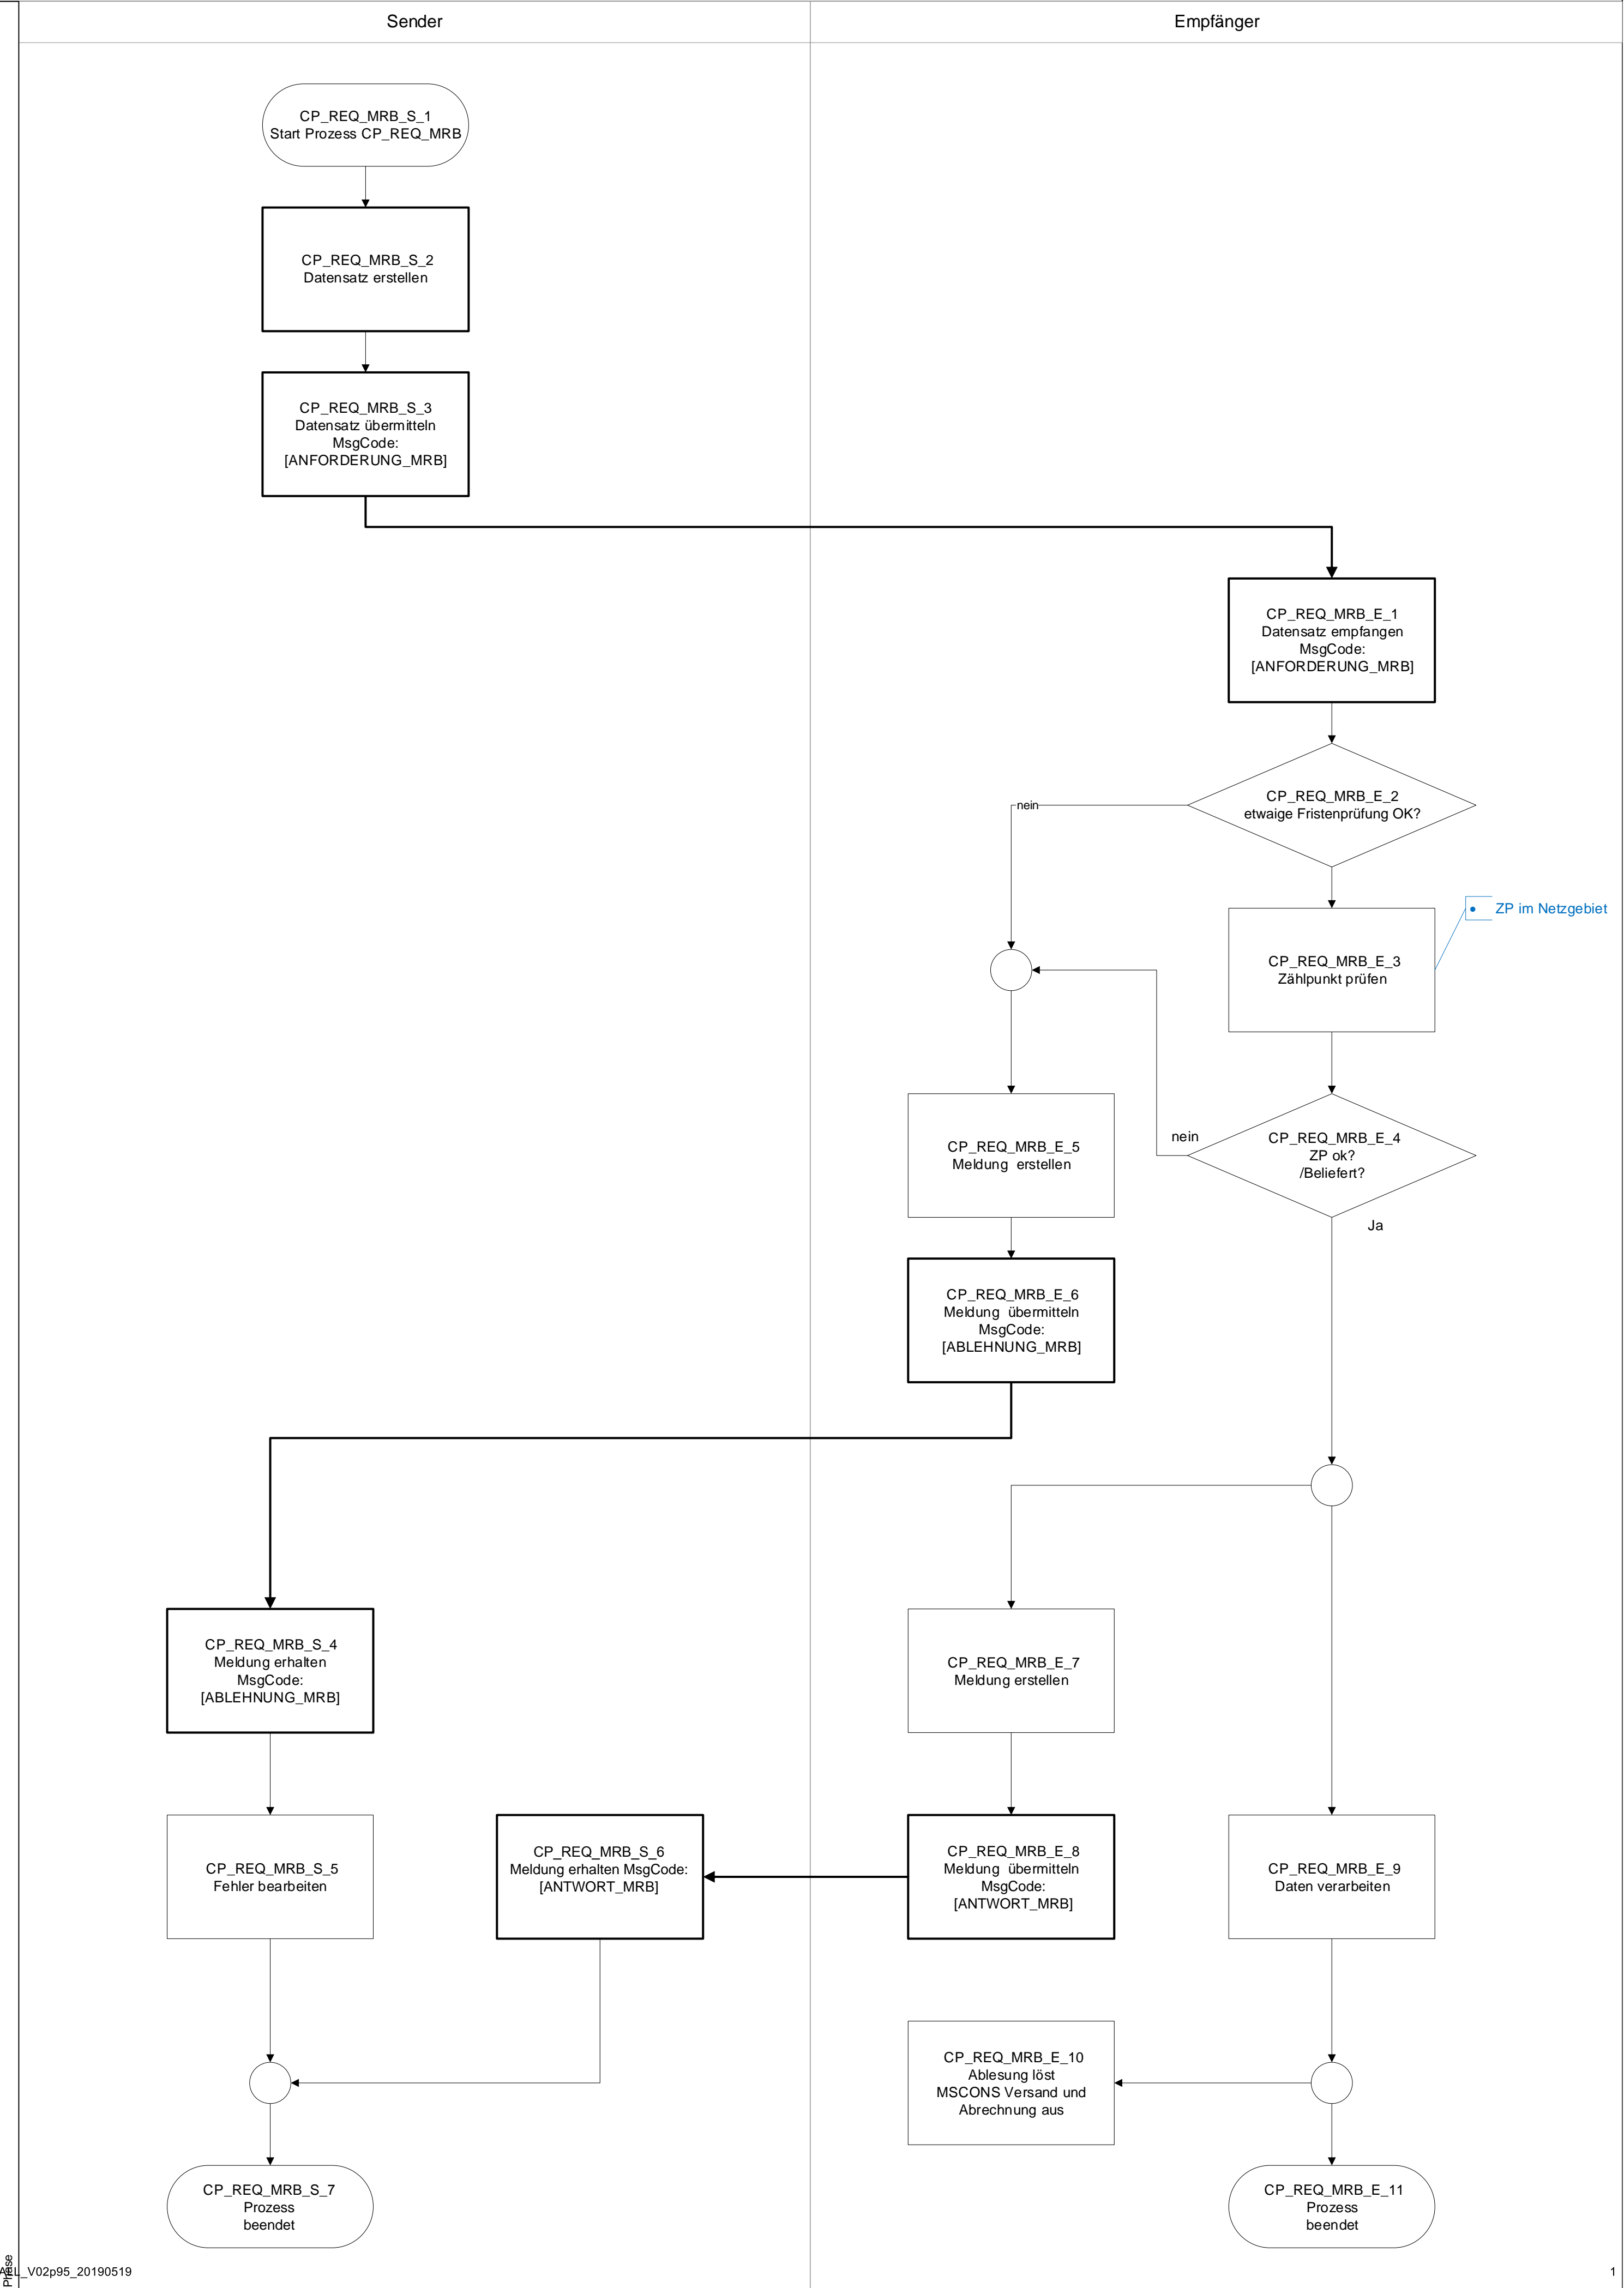 Sender
Empfänger
CP_REQ_MRB_S_1
Start Prozess CP_REQ_MRB
CP_REQ_MRB_S_2
Datensatz erstellen
CP_REQ_MRB_S_3
Datensatz übermitteln
MsgCode:
[ANFORDERUNG_MRB]
CP_REQ_MRB_E_1
Datensatz empfangen
MsgCode:
[ANFORDERUNG_MRB]
CP_REQ_MRB_E_2
etwaige Fristenprüfung OK?
nein
• ZP im Netzgebiet
CP_REQ_MRB_E_3
Zählpunkt prüfen
CP_REQ_MRB_E_4
ZP ok?
/Beliefert?
nein
Ja
CP_REQ_MRB_E_5
Meldung erstellen
CP_REQ_MRB_E_6
Meldung übermitteln
MsgCode:
[ABLEHNUNG_MRB]
CP_REQ_MRB_S_4
Meldung erhalten
MsgCode:
[ABLEHNUNG_MRB]
CP_REQ_MRB_E_7
Meldung erstellen
CP_REQ_MRB_S_5
Fehler bearbeiten
CP_REQ_MRB_S_6
Meldung erhalten MsgCode:
[ANTWORT_MRB]
CP_REQ_MRB_E_8
Meldung übermitteln
MsgCode:
[ANTWORT_MRB]
CP_REQ_MRB_E_9
Daten verarbeiten
CP_REQ_MRB_E_10
Ablesung löst
MSCONS Versand und
Abrechnung aus
CP_REQ_MRB_S_7
Prozess
beendet
CP_REQ_MRB_E_11
Prozess
beendet
Phase
_V02p95_20190519
1